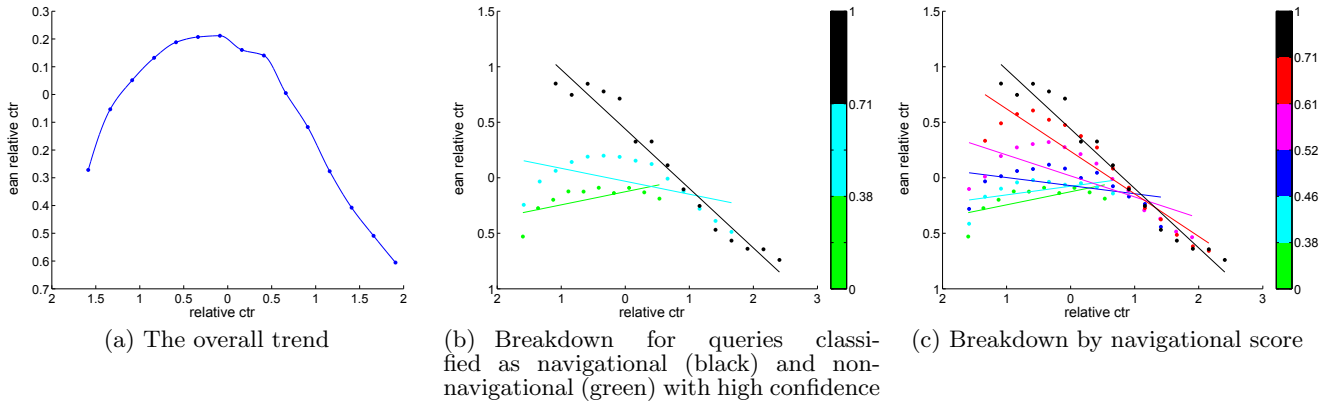 0.3
0.2
0.1
0
0.1
0.2
0.3
0.4
0.5
0.6
0.7
ean relative ctr
2 1.5 1 0.5 0 0.5 1 1.5 2
relative ctr
(a) The overall trend
1.5
1
0.5
0
0.5
1
ean relative ctr
2 1 0 1 2 3
relative ctr
1
0.71
0.38
0
(b) Breakdown for queries classi-
fied as navigational (black) and non-
navigational (green) with high confidence
1.5
1
0.5
0
0.5
1
ean relative ctr
2 1 0 1 2 3
relative ctr
1
0.71
0.61
0.52
0.46
0.38
0
(c) Breakdown by navigational score